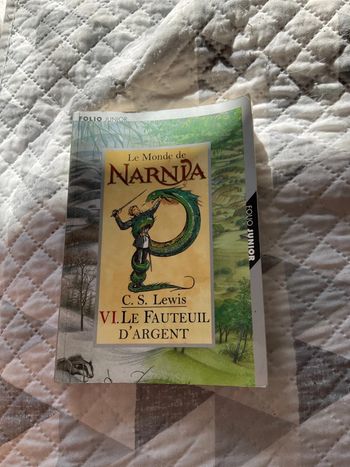 FOLIO JUNIOR
Le Monde de
NARNIA
C. S. Lewis
VI. LE FAUTEUIL
D'ARGENT
FOLIO JUNIOR